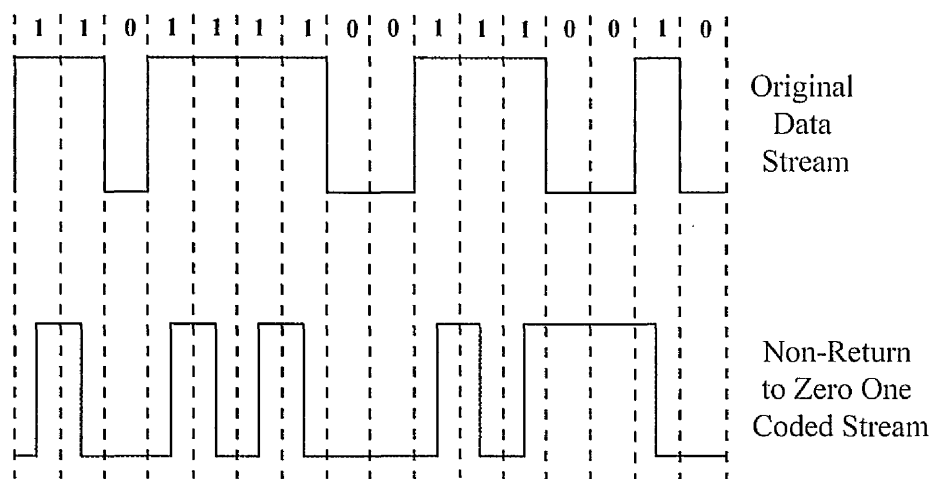 1 1 0 1 1 1 1 0 0 1 1 1 0 0 1 0
Original
Data
Stream
Non-Return
to Zero One
Coded Stream